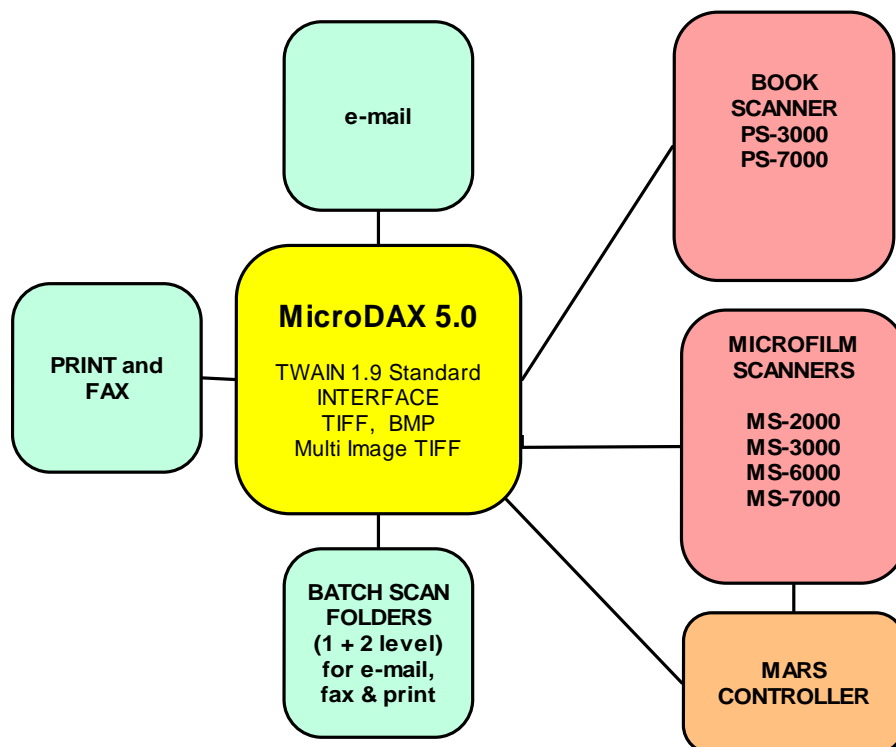 e-mail
BOOK
SCANNER
PS-3000
PS-7000
PRINT and
FAX
MicroDAX 5.0
TWAIN 1.9 Standard
INTERFACE
TIFF, BMP
Multi Image TIFF
MICROFILM
SCANNERS
MS-2000
MS-3000
MS-6000
MS-7000
BATCH SCAN
FOLDERS
(1 + 2 level)
for e-mail,
fax & print
MARS
CONTROLLER